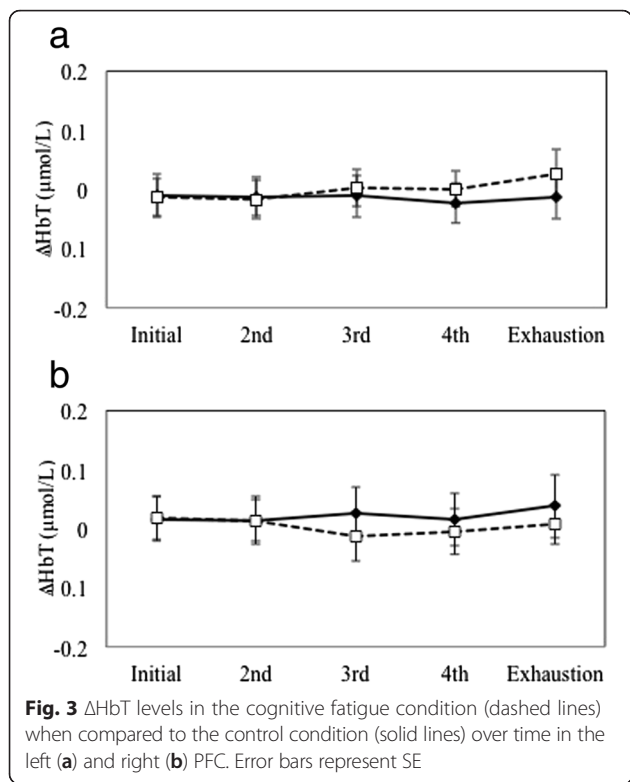 a
0.2
0.1
0
0.1
-0.2
ΔHbT (μmol/L)
Initial 2nd 3rd 4th Exhaustion
b
0.2
0.1
0
0.1
-0.2
ΔHbT (μmol/L)
Initial 2nd 3rd 4th Exhaustion
Fig. 3 ΔHbT levels in the cognitive fatigue condition (dashed lines)
when compared to the control condition (solid lines) over time in the
left (a) and right (b) PFC. Error bars represent SE